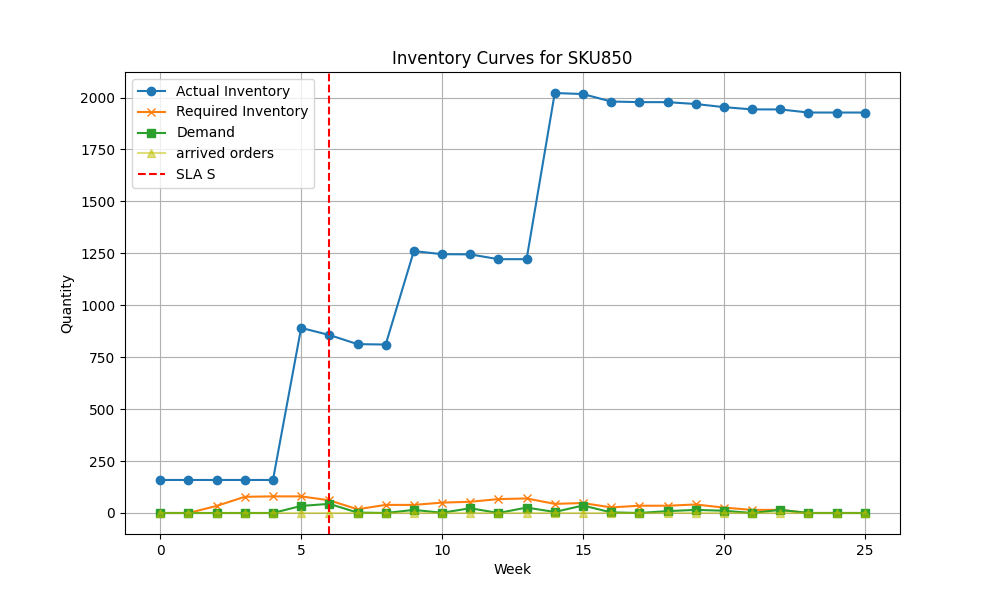 Inventory Curves for SKU850
Actual Inventory
Required Inventory
Demand
arrived orders
SLA S
Quantity
2000
1750
1500
1250
1000
750
500
250
0
0 5 10 15 20 25
Week